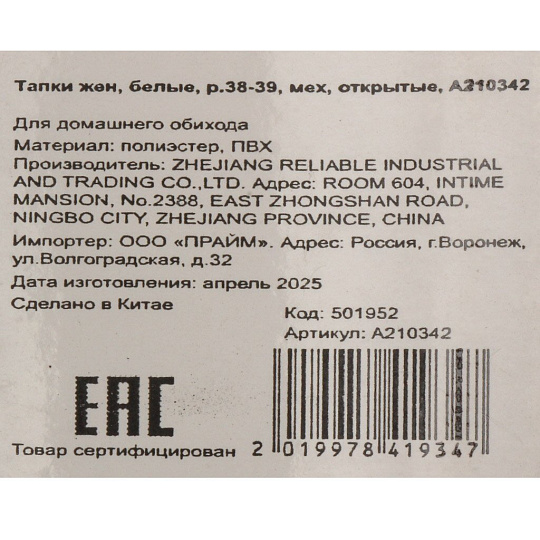 Тапки жен, белые, р.38-39, мех, открытые, А210342
Для домашнего обихода
Материал: полиэстер, ПВХ
Производитель: ZHEJIANG RELIABLE INDUSTRIAL
AND TRADING CO.,LTD. Адрес: ROOM 604, INTIME
MANSION, No.2388, EAST ZHONGSHAN ROAD,
NINGBO CITY, ZHEJIANG PROVINCE, CHINA
Импортер: ООО «ПРАЙМ». Адрес: Россия, г.Воронеж,
ул.Волгоградская, д.32
Дата изготовления: апрель 2025
Сделано в Китае
Код: 501952
Артикул: А210342
ЕАС
Товар сертифицирован
2 019978 419347